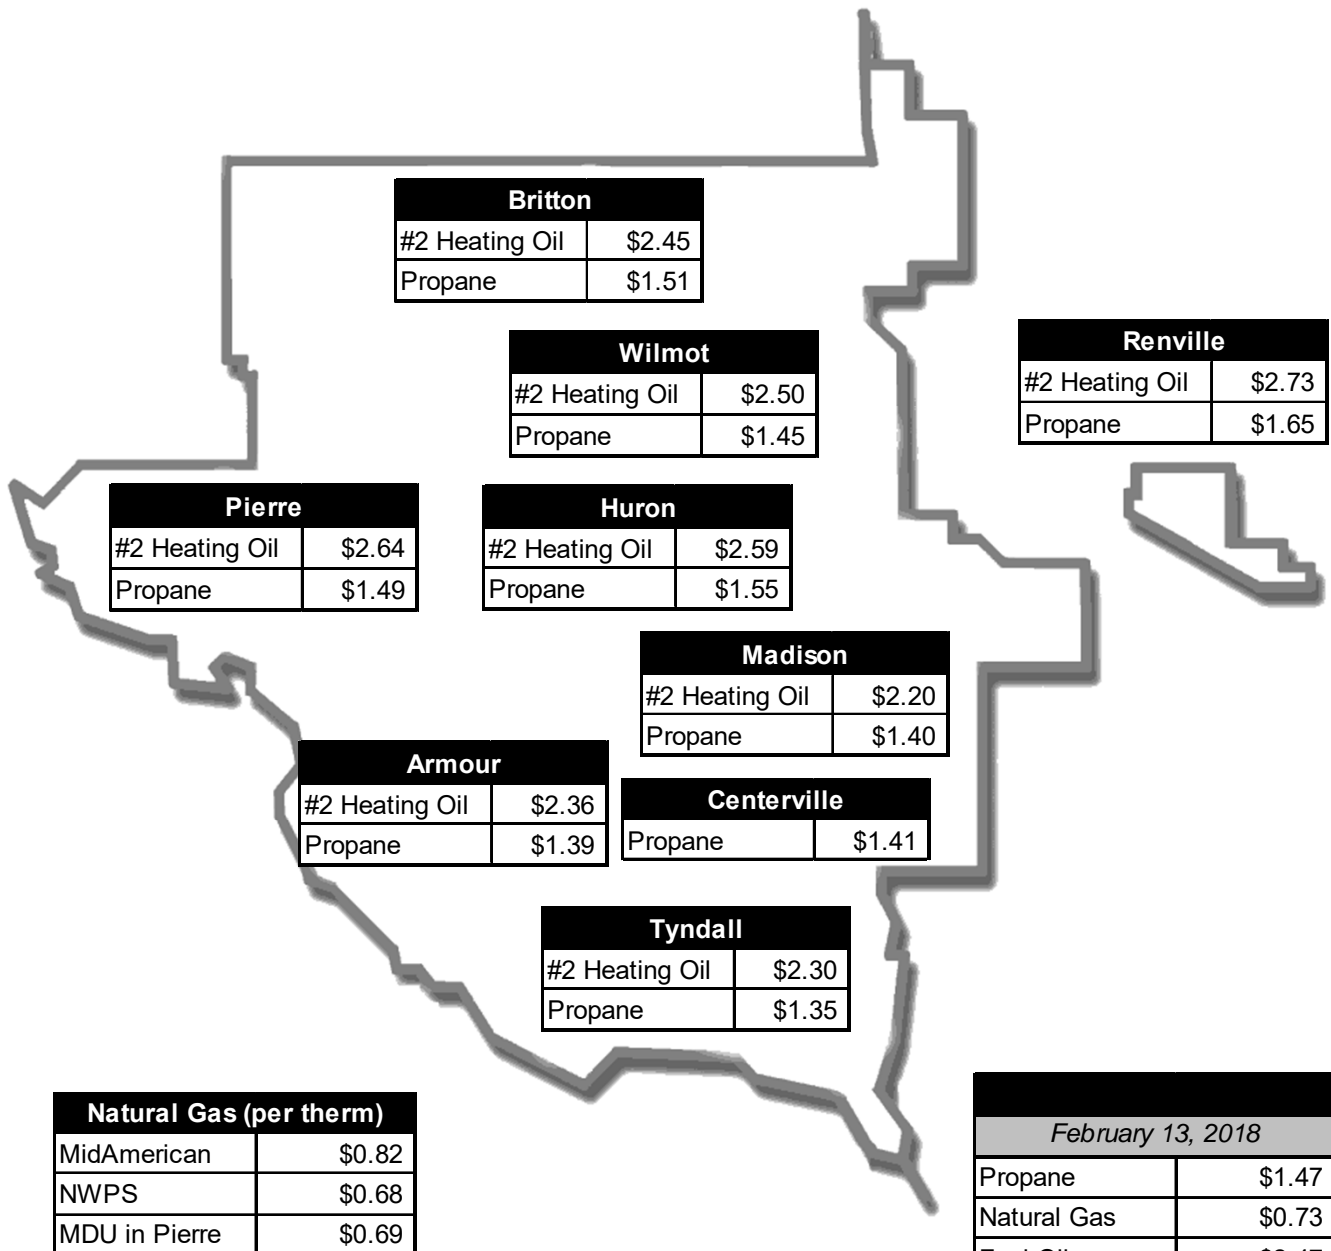 Britton
#2 Heating Oil $2.45
Propane $1.51
Wilmot
#2 Heating Oil $2.50
Propane $1.45
Renville
#2 Heating Oil $2.73
Propane $1.65
Pierre
#2 Heating Oil $2.64
Propane $1.49
Huron
#2 Heating Oil $2.59
Propane $1.55
Madison
#2 Heating Oil $2.20
Propane $1.40
Armour
#2 Heating Oil $2.36
Propane $1.39
Centerville
Propane $1.41
Tyndall
#2 Heating Oil $2.30
Propane $1.35
Natural Gas (per therm)
MidAmerican $0.82
NWPS $0.68
MDU in Pierre $0.69
February 13, 2018
Propane $1.47
Natural Gas $0.73